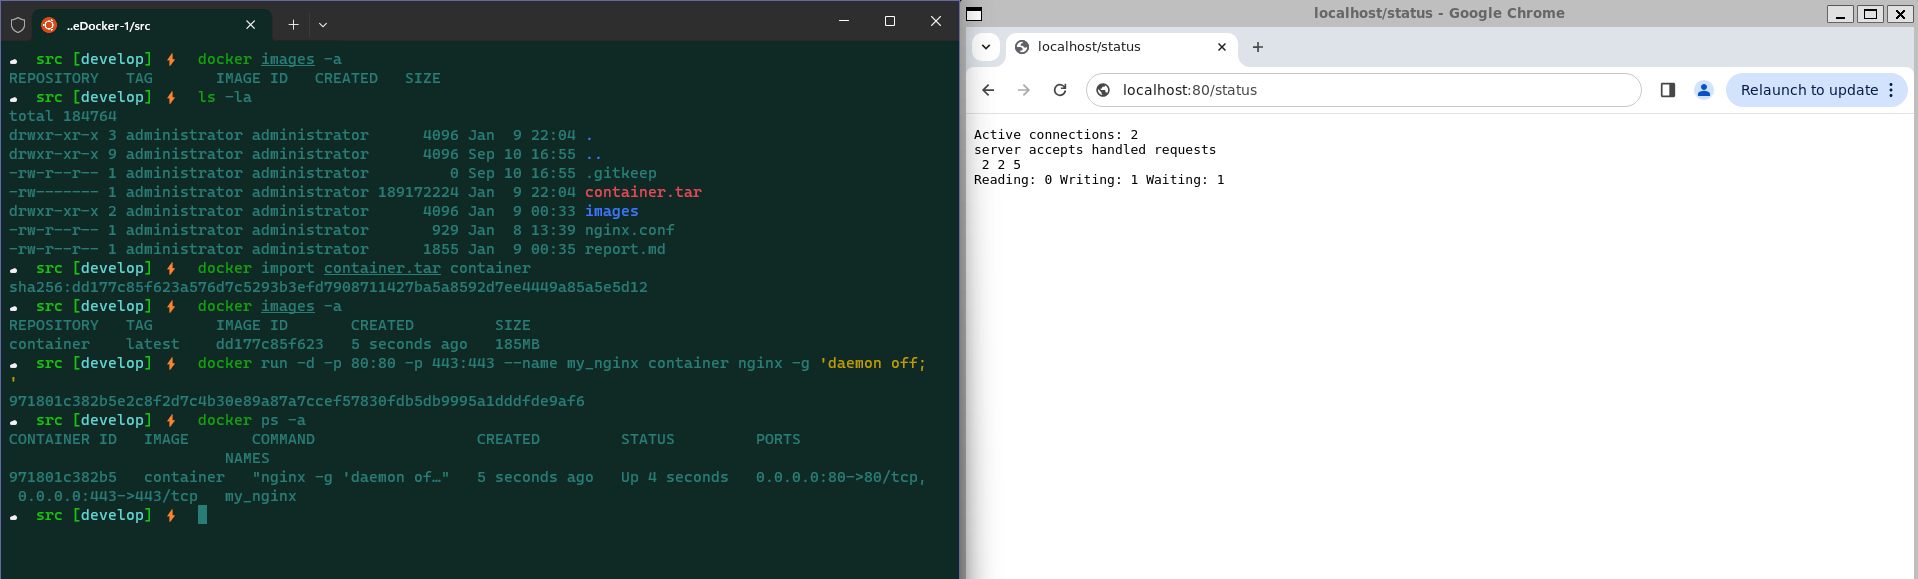 ..eDocker-1/src
src [develop] ⚡ docker images -a
REPOSITORY   TAG       IMAGE ID   CREATED   SIZE
src [develop] ⚡ ls -la
total 184764
drwxr-xr-x 3 administrator administrator      4096 Jan  9 22:04 .
drwxr-xr-x 9 administrator administrator      4096 Sep 10 16:55 ..
-rw-r--r-- 1 administrator administrator         0 Sep 10 16:55 .gitkeep
-rw------- 1 administrator administrator 189172224 Jan  9 22:04 container.tar
drwxr-xr-x 2 administrator administrator      4096 Jan  9 00:33 images
-rw-r--r-- 1 administrator administrator       929 Jan  8 13:39 nginx.conf
-rw-r--r-- 1 administrator administrator      1855 Jan  9 00:35 report.md
src [develop] ⚡ docker import container.tar container
sha256:dd177c85f623a576d7c5293b3efd7908711427ba5a8592d7ee4449a85a5e5d12
src [develop] ⚡ docker images -a
REPOSITORY   TAG       IMAGE ID       CREATED         SIZE
container    latest    dd177c85f623   5 seconds ago   185MB
src [develop] ⚡ docker run -d -p 80:80 -p 443:443 --name my_nginx container nginx -g 'daemon off;
'
971801c382b5e2c8f2d7c4b30e89a87a7ccef57830fdb5db9995a1dddfde9af6
src [develop] ⚡ docker ps -a
CONTAINER ID   IMAGE       COMMAND                  CREATED         STATUS         PORTS
NAMES
971801c382b5   container   "nginx -g 'daemon of…"   5 seconds ago   Up 4 seconds   0.0.0.0:80->80/tcp,
0.0.0.0:443->443/tcp   my_nginx
src [develop] ⚡
localhost/status - Google Chrome
localhost/status
localhost:80/status
Relaunch to update
Active connections: 2
server accepts handled requests
2 2 5
Reading: 0 Writing: 1 Waiting: 1